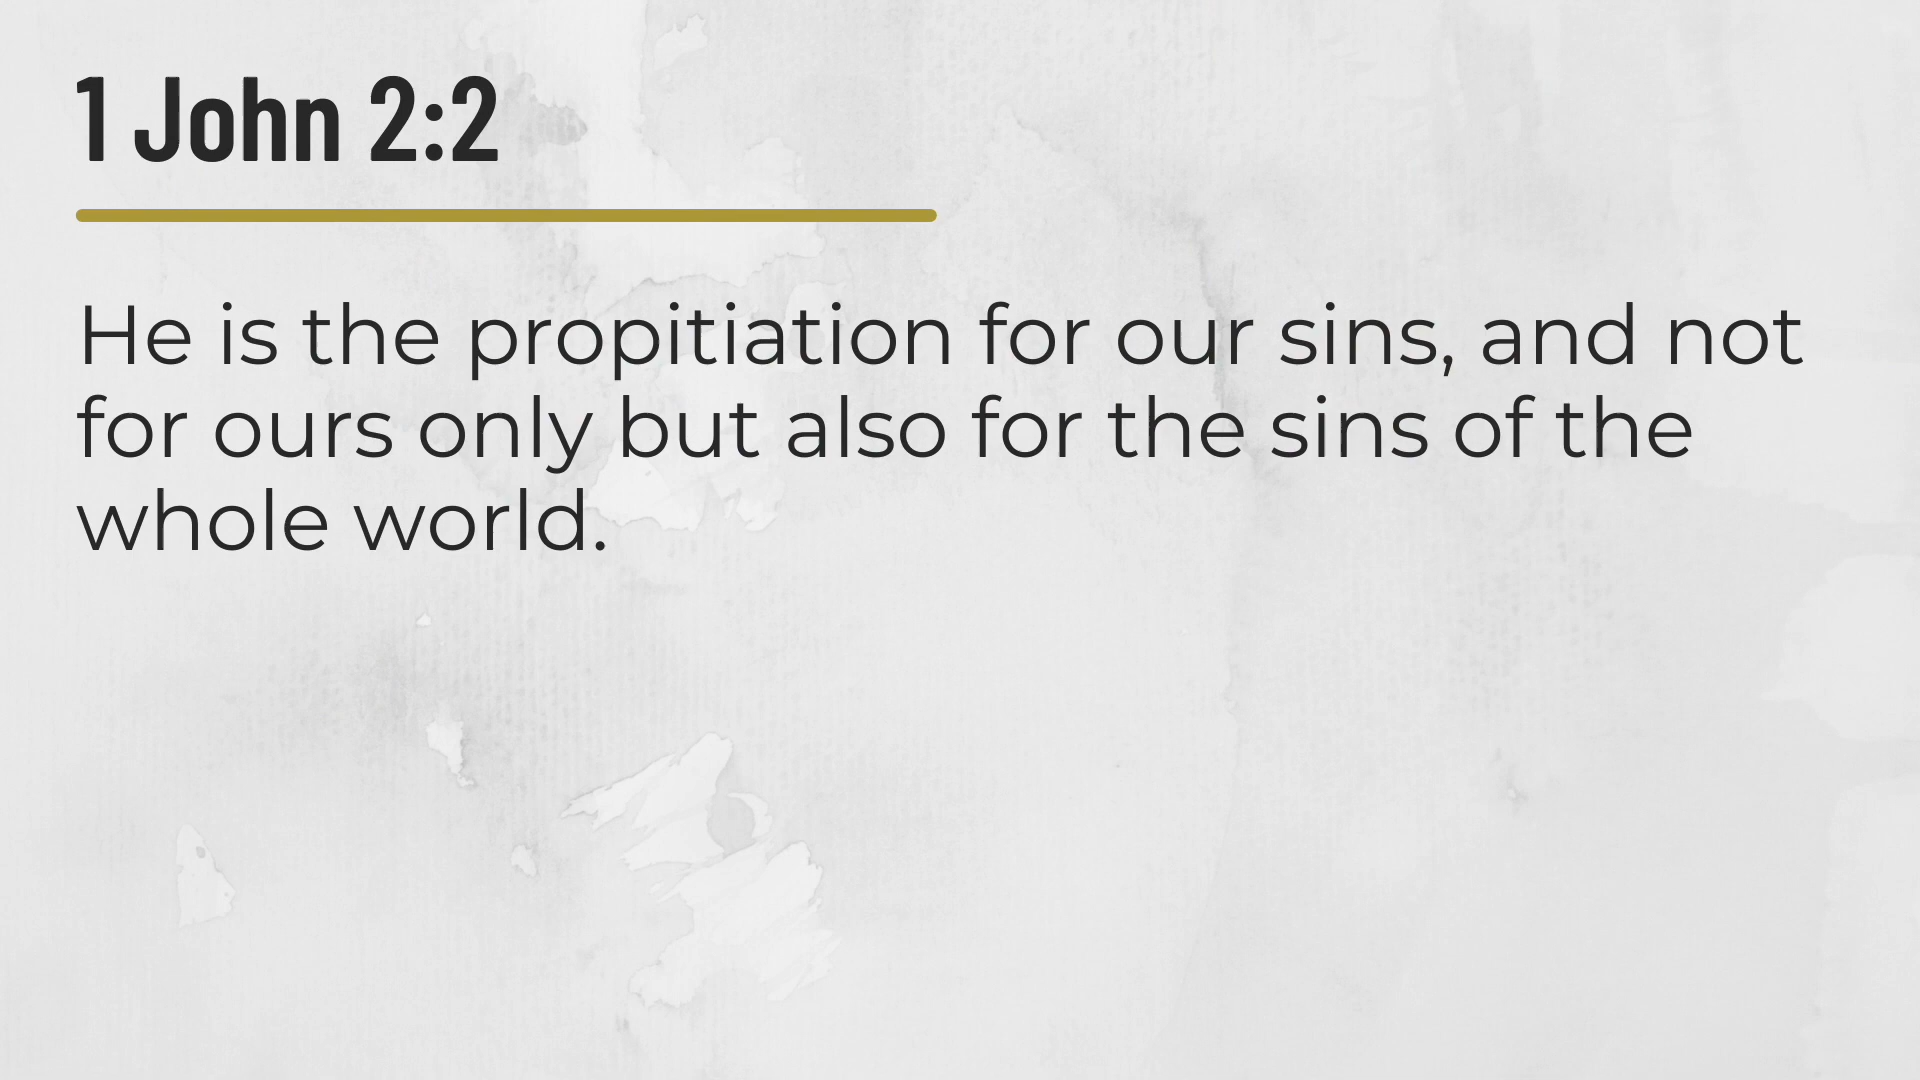 1 John 2:2
He is the propitiation for our sins, and not
for ours only but also for the sins of the
whole world.